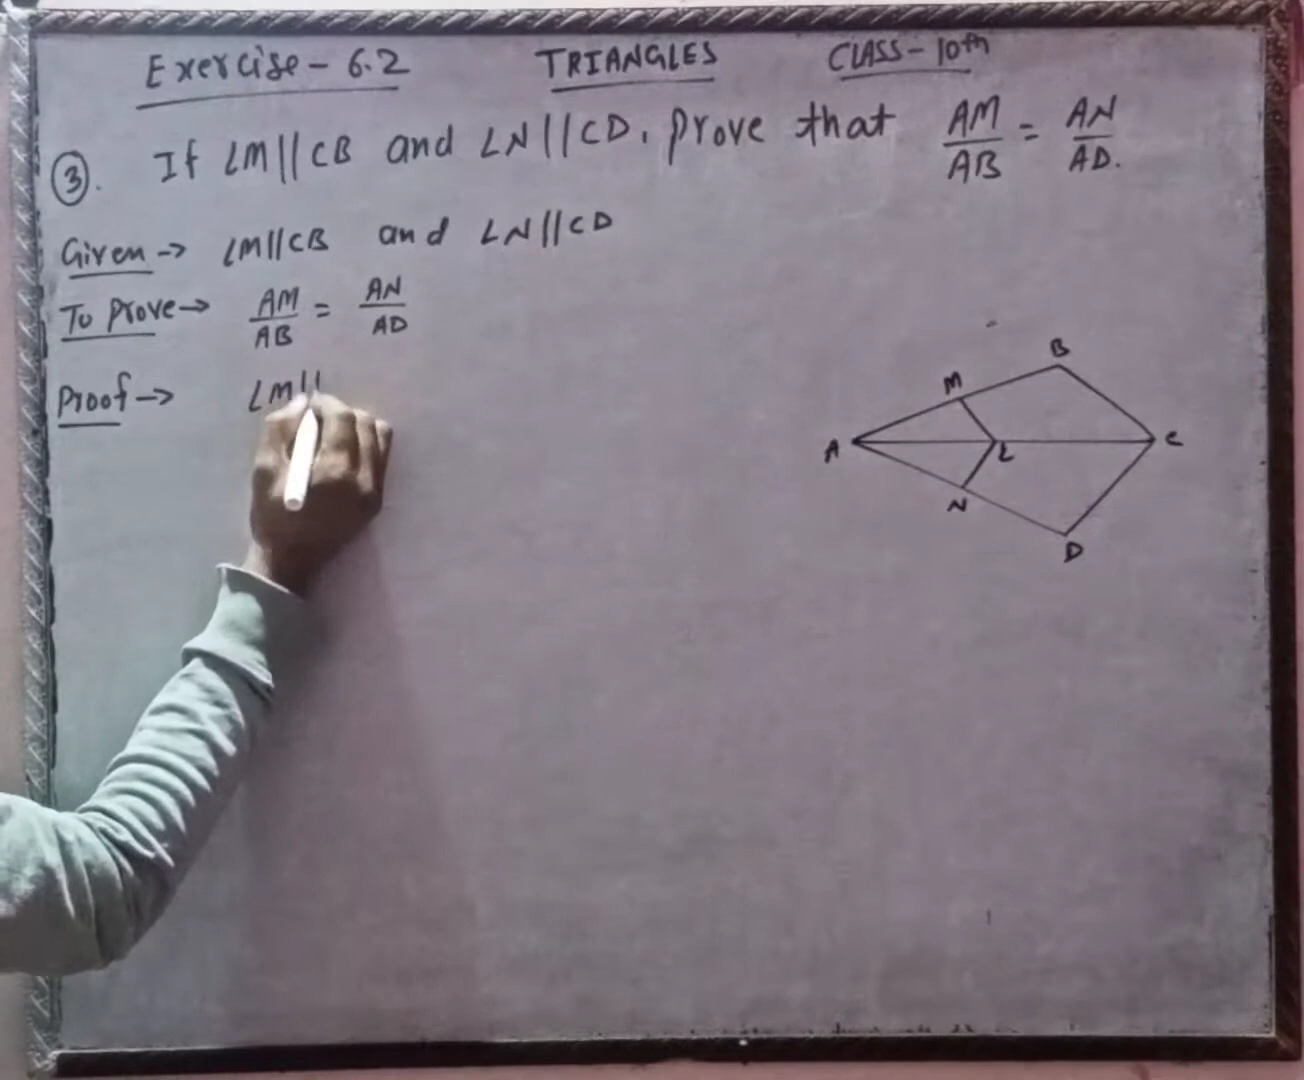 Exercise-6.2 TRIANGLES CLASS-10th
③. If LM||CB and LN||CD, prove that AM/AB = AN/AD.
Given→ LM||CB and LN||CD
To Prove→ AM/AB = AN/AD
Proof→ LM||
B
M
A L C
N
D